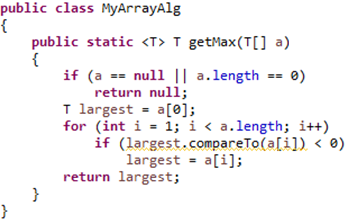 public class MyArrayAlg
{
    public static <T> T getMax(T[] a)
    {
        if (a == null || a.length == 0)
            return null;
        T largest = a[0];
        for (int i = 1; i < a.length; i++)
            if (largest.compareTo(a[i]) < 0)
                largest = a[i];
        return largest;
    }
}